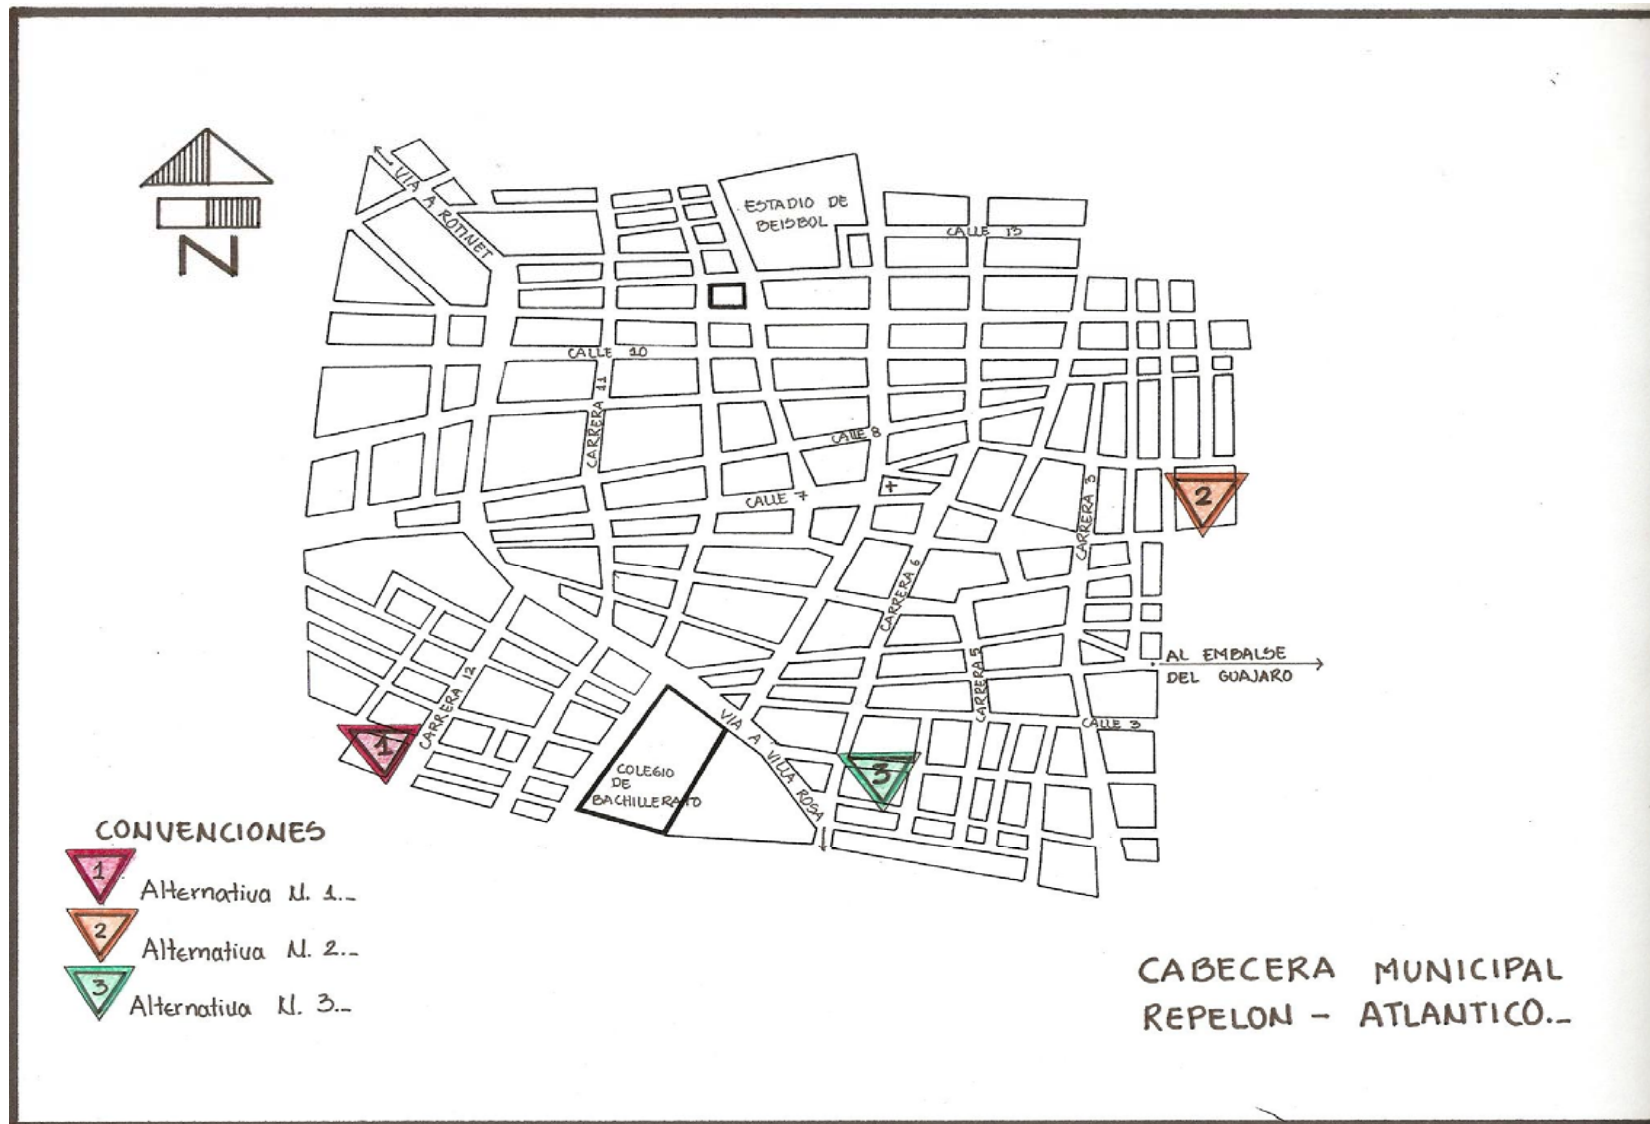 N
VIA A ROTINET
ESTADIO DE
BEISBOL
CALLE 13
CALLE 10
CARRERA 11
CALLE 8
CALLE 7
CARRERA 3
2
CARRERA 6
AL EMBALSE
DEL GUAJARO
CARRERA 5
CARRERA 12
CALLE 3
VIA A VILLA ROSA
1
3
COLEGIO
DE
BACHILLERATO
CONVENCIONES
1 Alternativa N. 1._
2 Alternativa N. 2._
3 Alternativa N. 3._
CABECERA MUNICIPAL
REPELON - ATLANTICO._